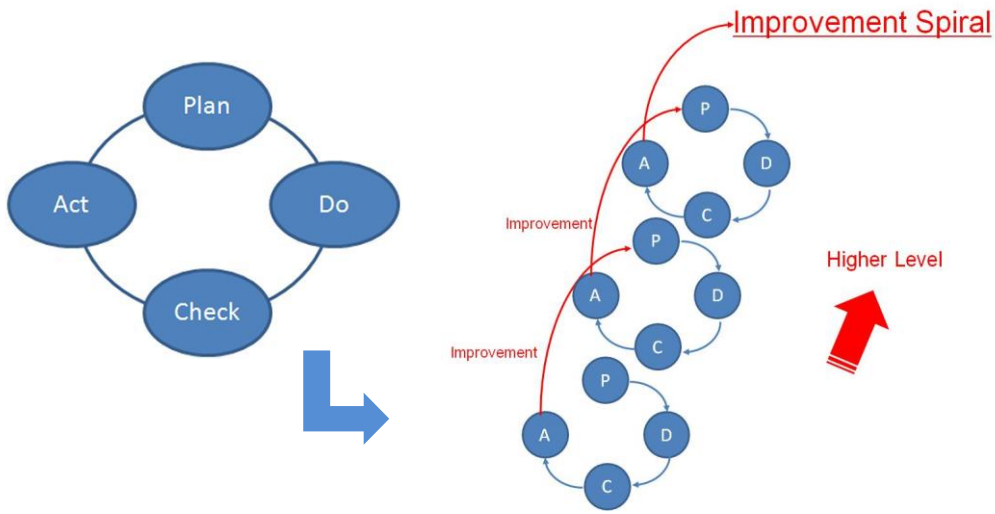 Plan
Act
Do
Check
Improvement Spiral
P
A
D
C
Improvement
P
Higher Level
A
D
C
Improvement
P
A
D
C